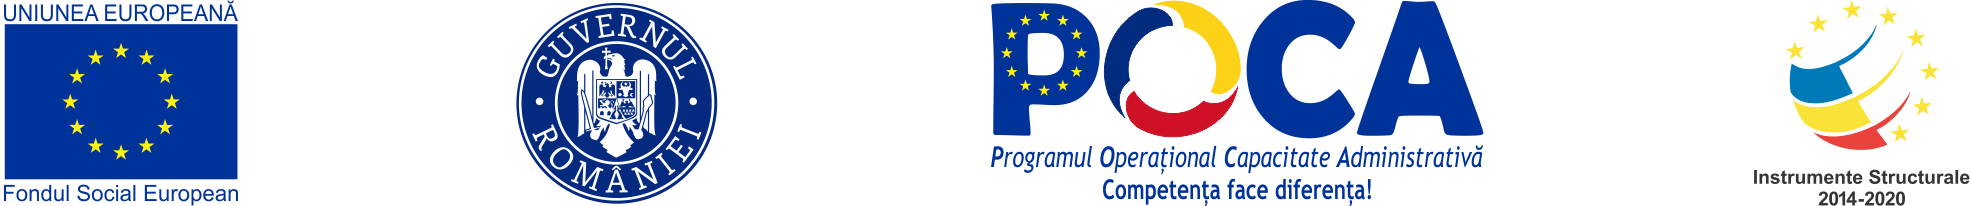 UNIUNEA EUROPEANĂ
Fondul Social European
GUVERNUL
ROMÂNIEI
POCA
Programul Operațional Capacitate Administrativă
Competența face diferența!
Instrumente Structurale
2014-2020